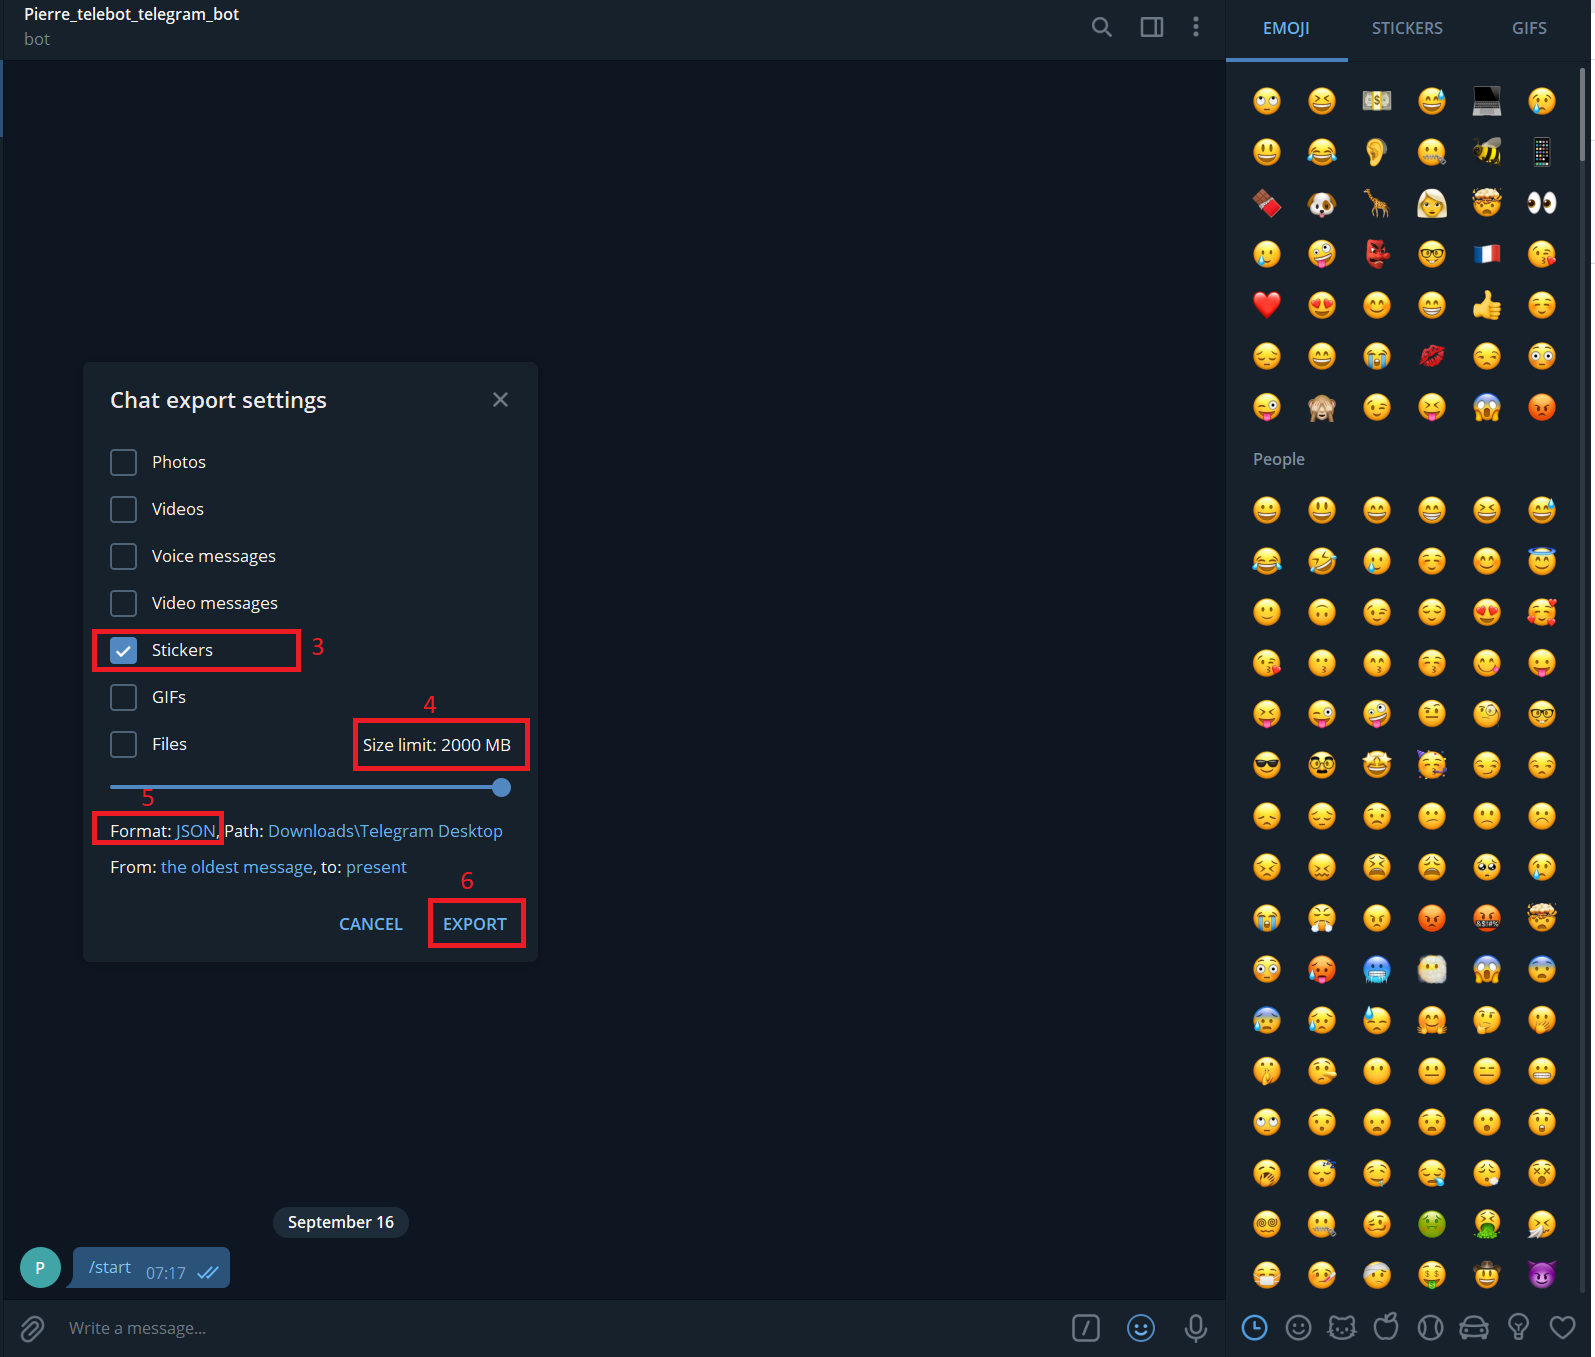 Pierre_telebot_telegram_bot
bot
EMOJI STICKERS GIFS
People
Chat export settings
Photos
Videos
Voice messages
Video messages
Stickers 3
GIFs
4
Files Size limit: 2000 MB
5
Format: JSON, Path: Downloads\Telegram Desktop
From: the oldest message, to: present
6
CANCEL EXPORT
September 16
P /start 07:17
Write a message...